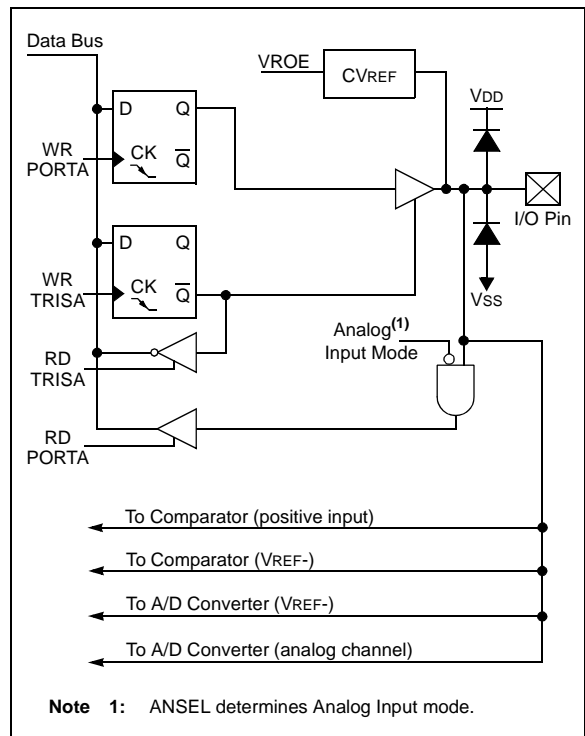 Data Bus
VROE
CVREF
VDD
D Q
WR
PORTA
CK
Q
I/O Pin
D Q
WR
TRISA
CK
Q
VSS
Analog(1)
Input Mode
RD
TRISA
RD
PORTA
To Comparator (positive input)
To Comparator (VREF-)
To A/D Converter (VREF-)
To A/D Converter (analog channel)
Note 1: ANSEL determines Analog Input mode.